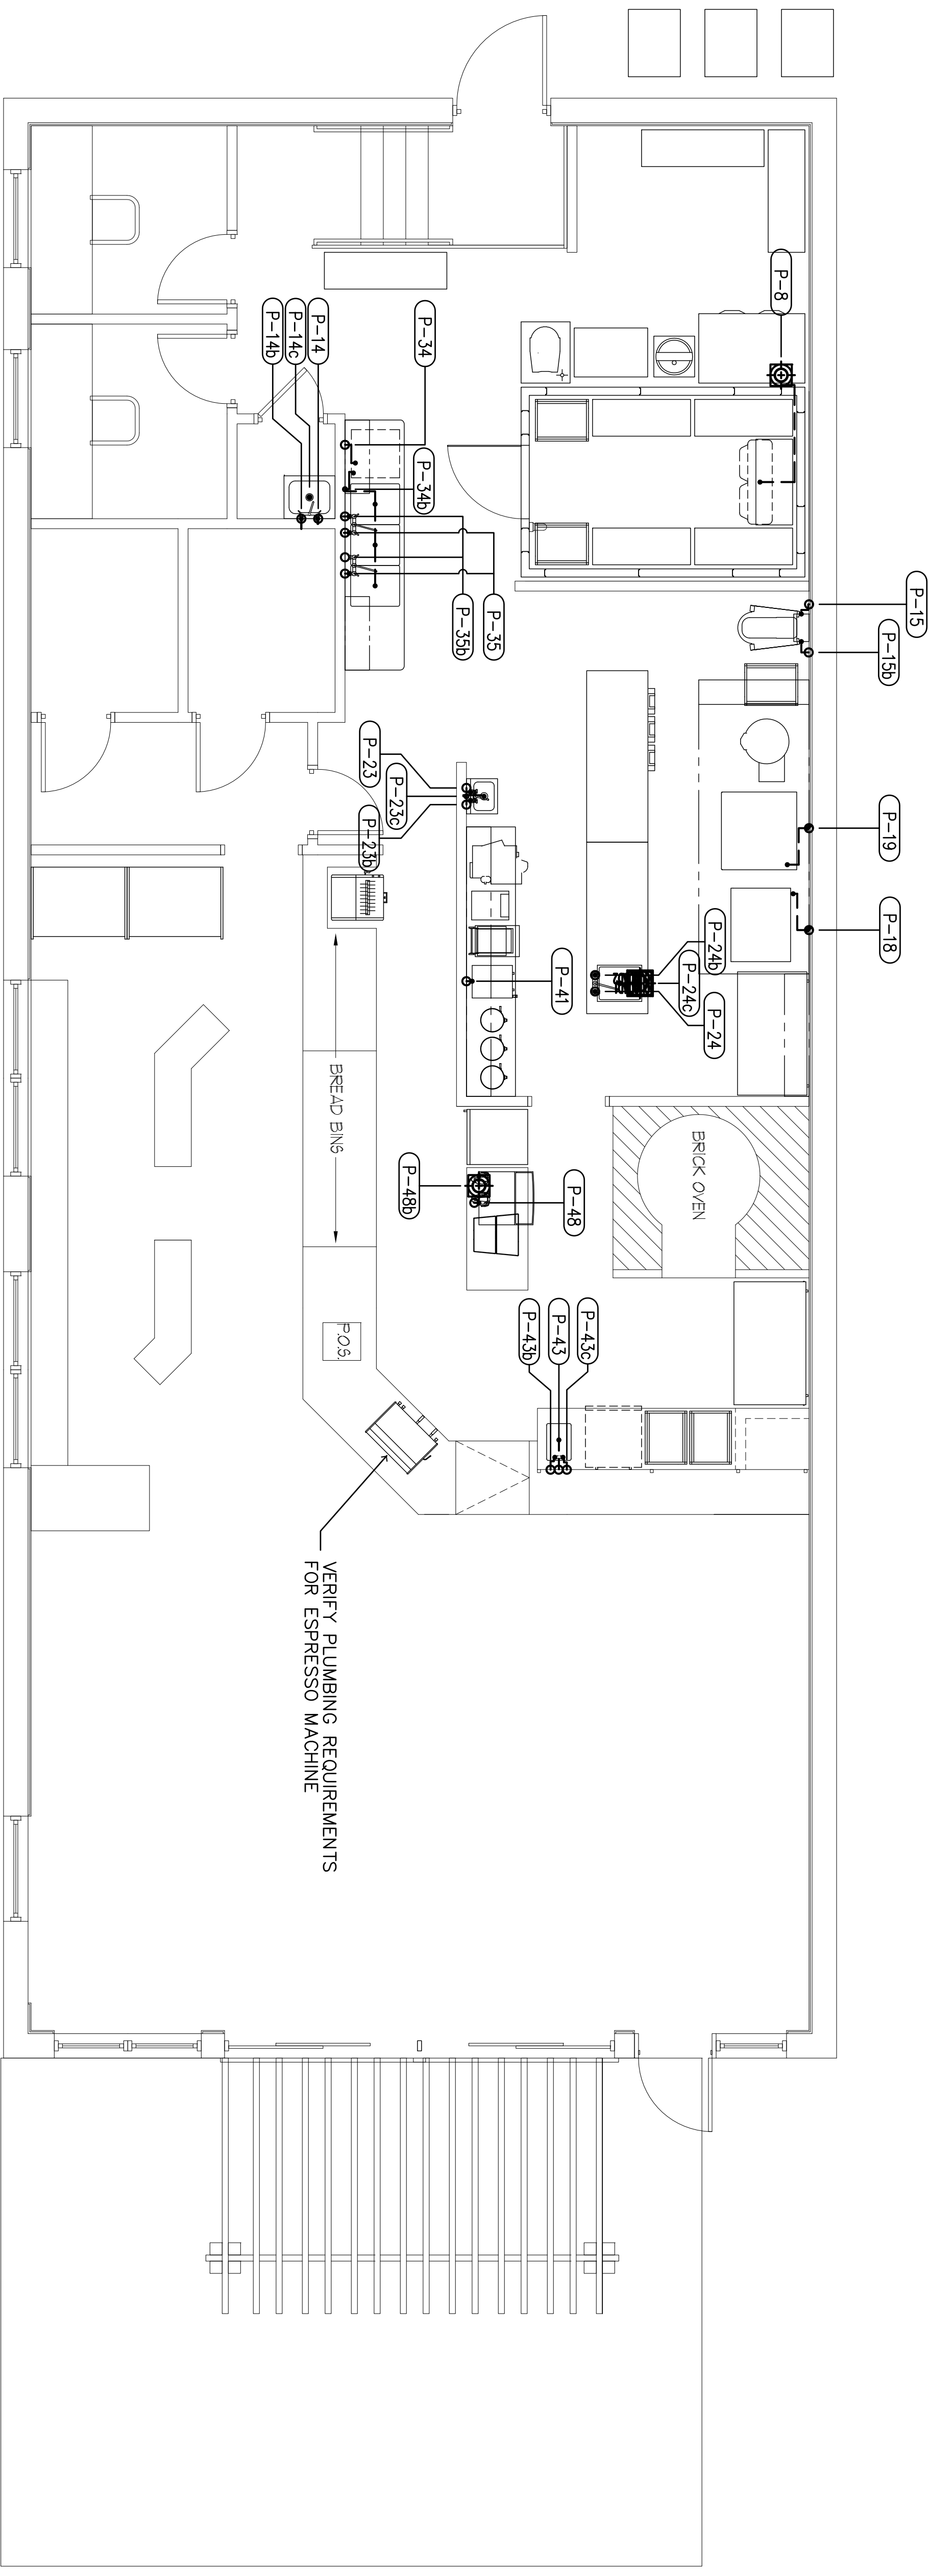 P-15
P-15b
P-19
P-18
P-8
P-24b
P-24c
P-24
BRICK OVEN
P-43c
P-43
P-43b
P-48
P-48b
P-41
P-35
P-35b
P-34
P-34b
P-23
P-23c
P-23b
P-14
P-14c
P-14b
BREAD BINS
P.O.S.
VERIFY PLUMBING REQUIREMENTS
FOR ESPRESSO MACHINE